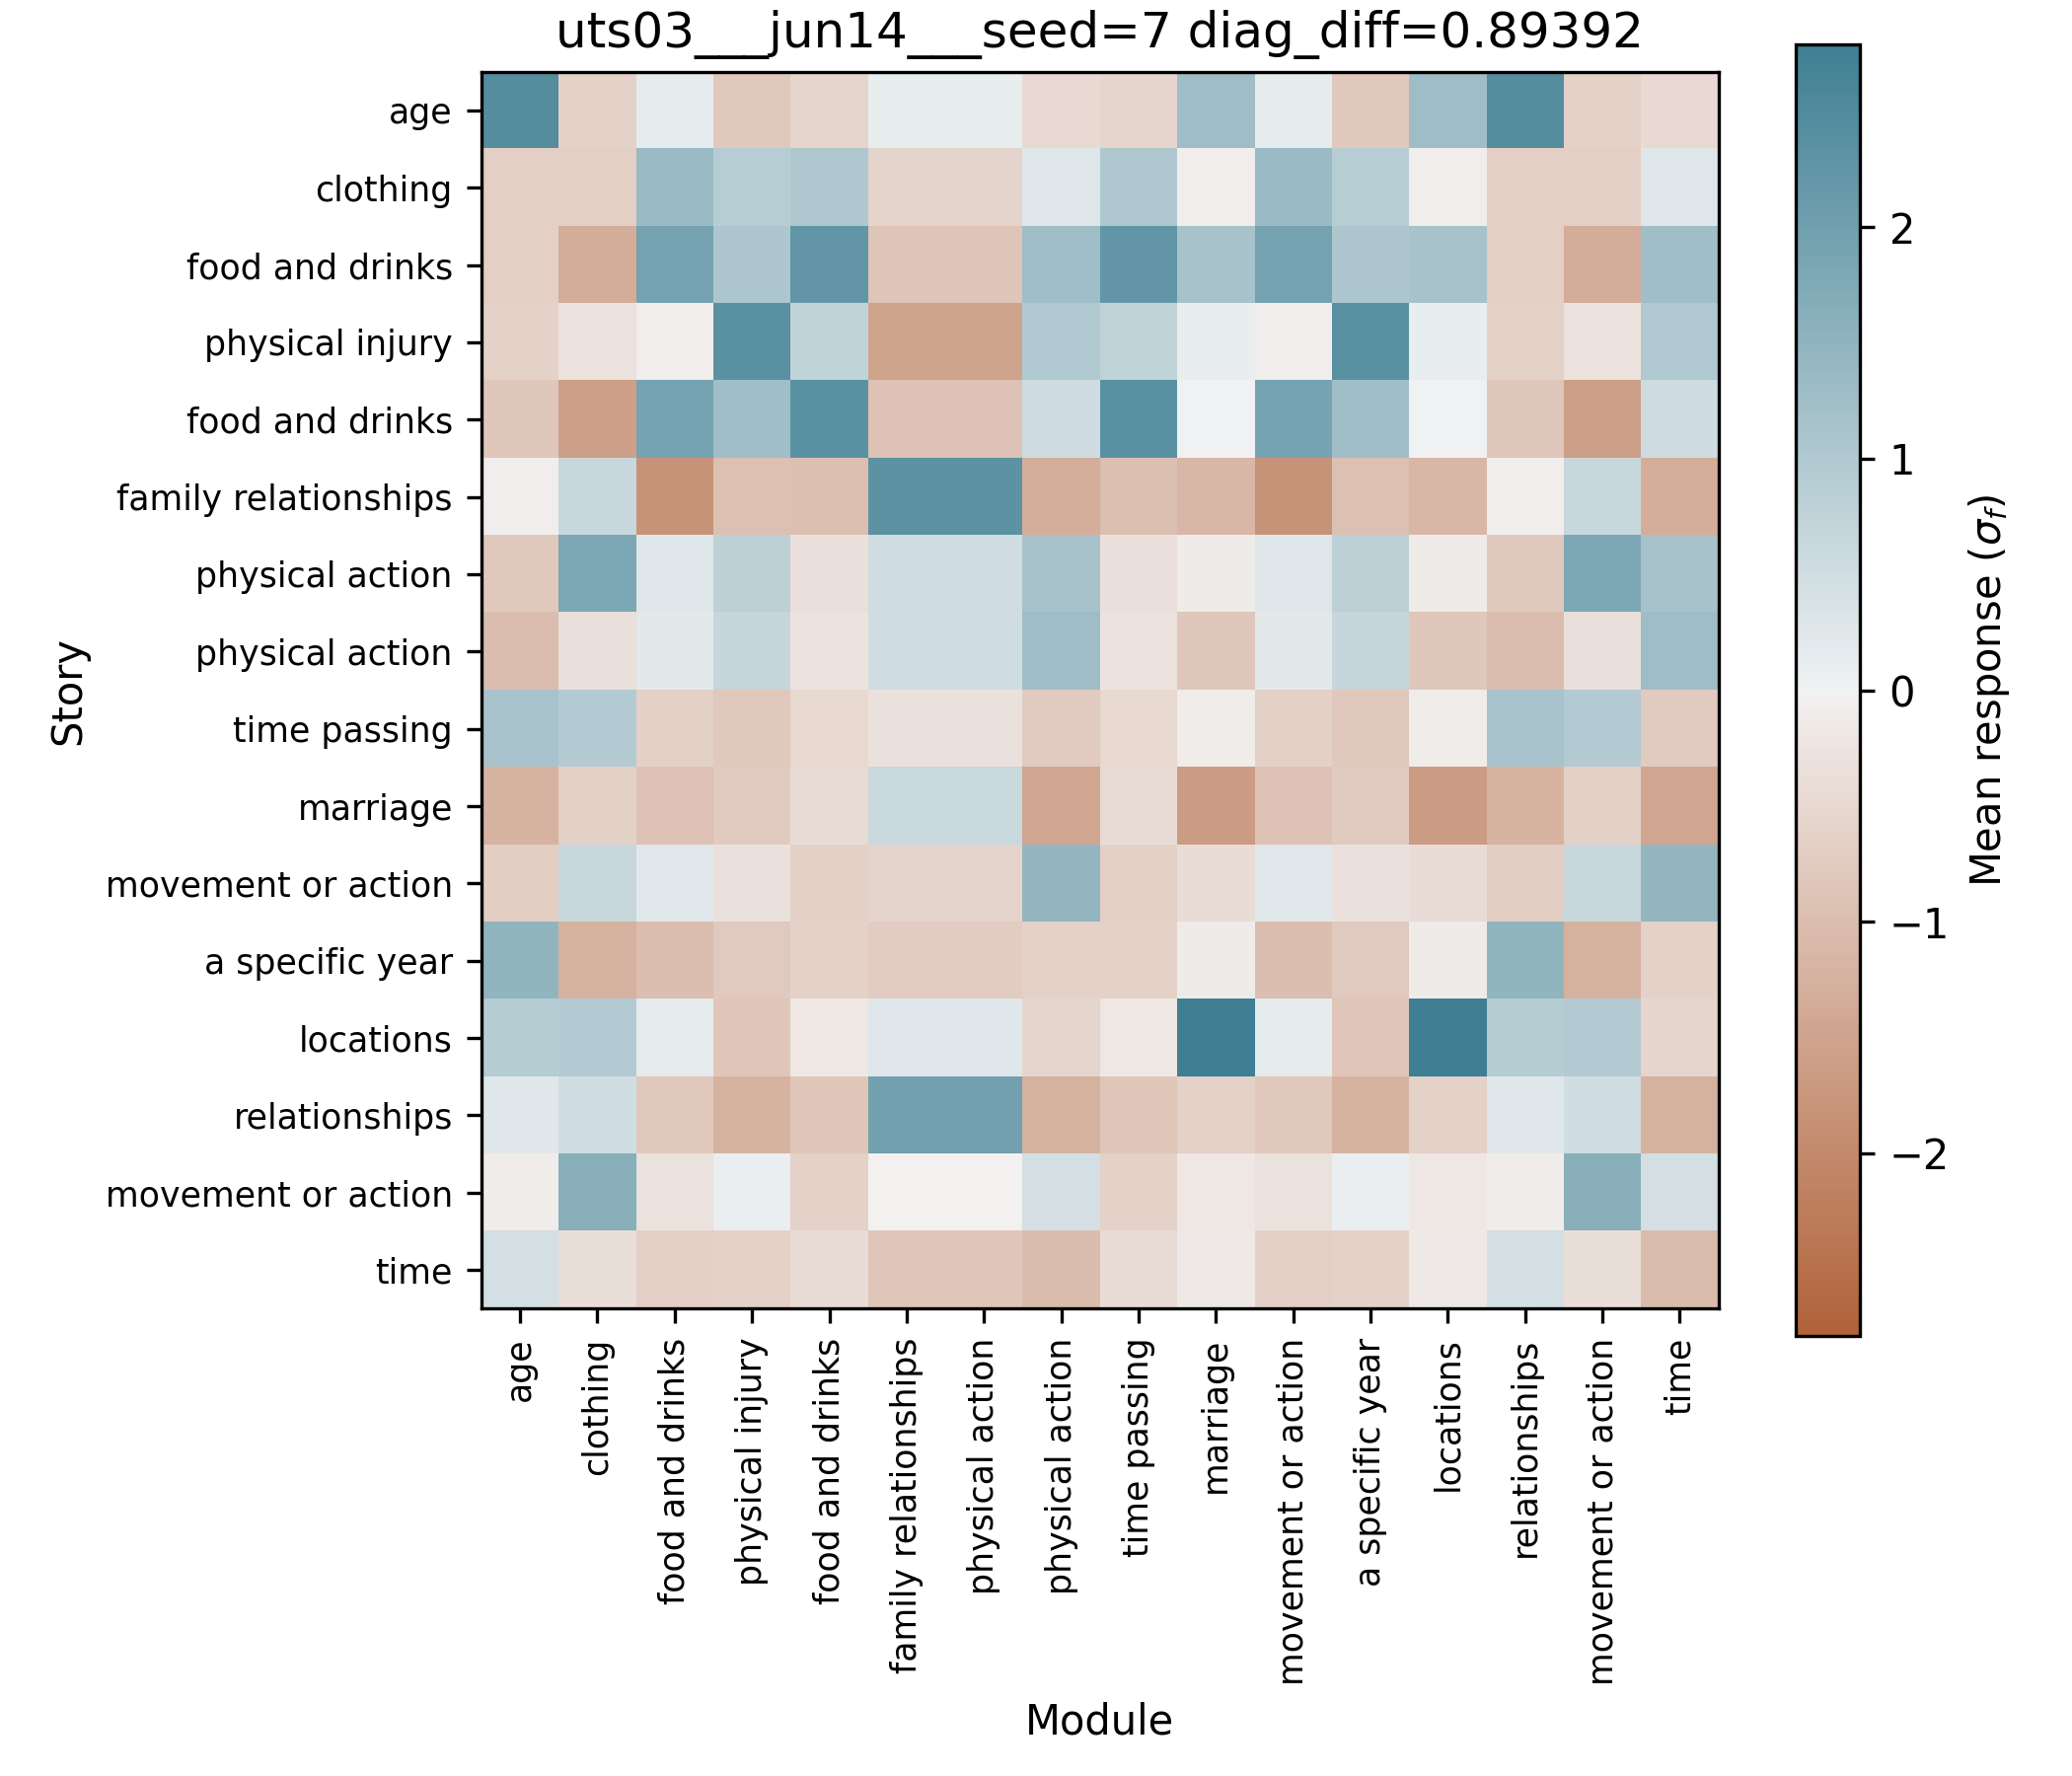 uts03___jun14___seed=7 diag_diff=0.89392
Story
age
clothing
food and drinks
physical injury
food and drinks
family relationships
physical action
physical action
time passing
marriage
movement or action
a specific year
locations
relationships
movement or action
time
age
clothing
food and drinks
physical injury
food and drinks
family relationships
physical action
physical action
time passing
marriage
movement or action
a specific year
locations
relationships
movement or action
time
Module
2
1
0
−1
−2
Mean response (σ_f)